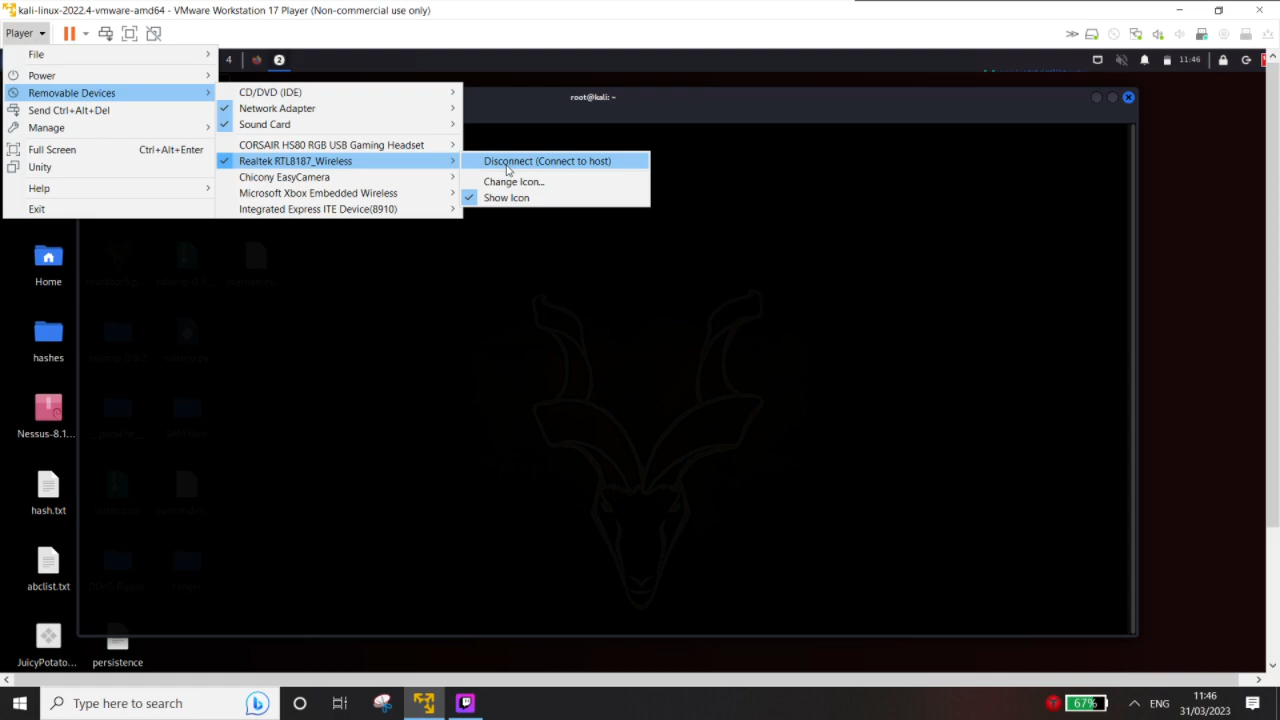 kali-linux-2022.4-vmware-amd64 - VMware Workstation 17 Player (Non-commercial use only)
Player
File
4
2
11:46
Power
Removable Devices
CD/DVD (IDE)
root@kali: ~
Send Ctrl+Alt+Del
Network Adapter
Manage
Sound Card
Full Screen Ctrl+Alt+Enter
CORSAIR HS80 RGB USB Gaming Headset
Unity
Realtek RTL8187_Wireless
Disconnect (Connect to host)
Chicony EasyCamera
Change Icon...
Help
Microsoft Xbox Embedded Wireless
Show Icon
Exit
Integrated Express ITE Device(8910)
Home
hashes
Nessus-8.1...
hash.txt
abclist.txt
JuicyPotato...
persistence
Type here to search
67%
ENG
11:46
31/03/2023